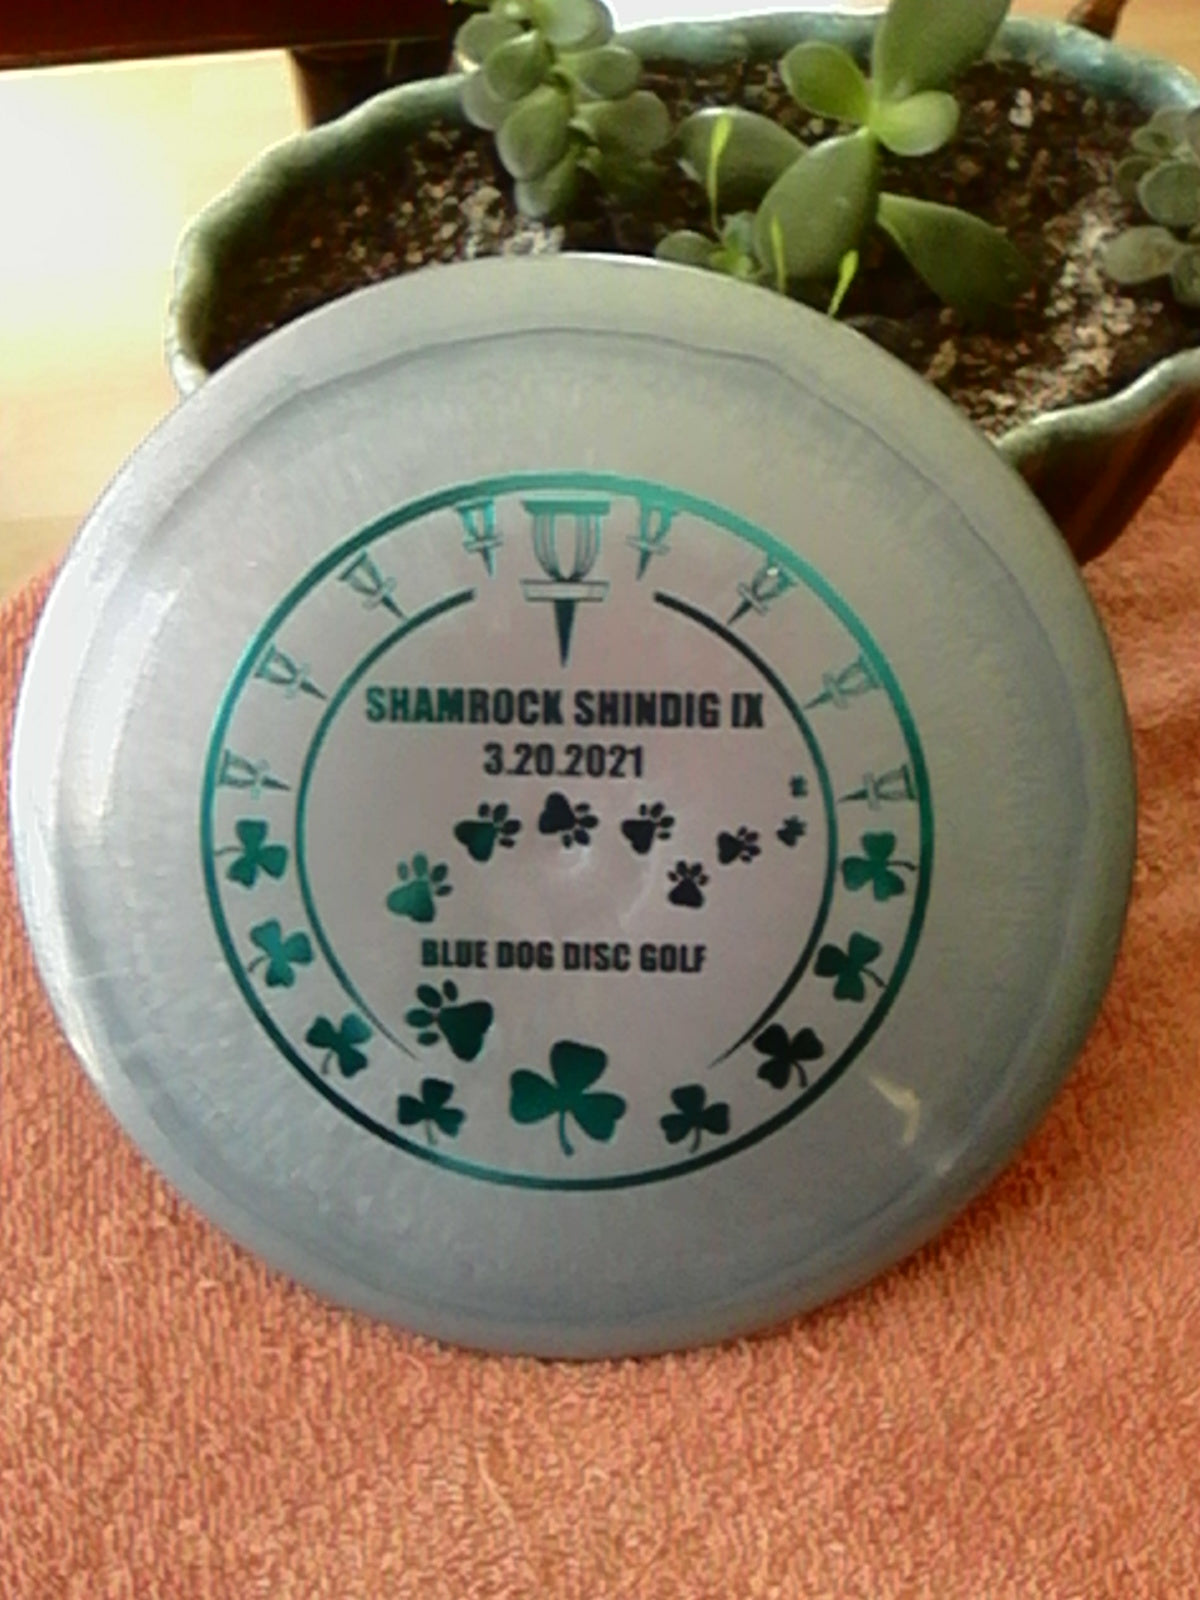 SHAMROCK SHINDIG IX
3.20.2021
BLUE DOG DISC GOLF